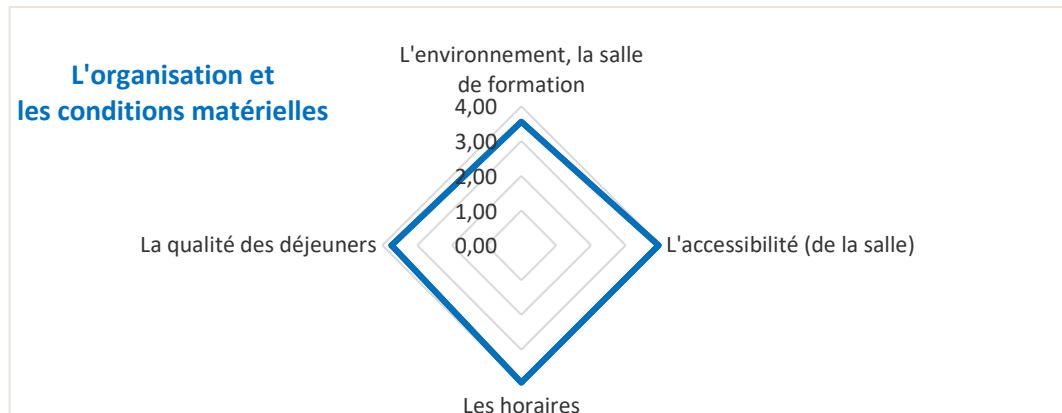 L'organisation et
les conditions matérielles
L'environnement, la salle
de formation
4,00
3,00
2,00
1,00
0,00
La qualité des déjeuners
L'accessibilité (de la salle)
Les horaires